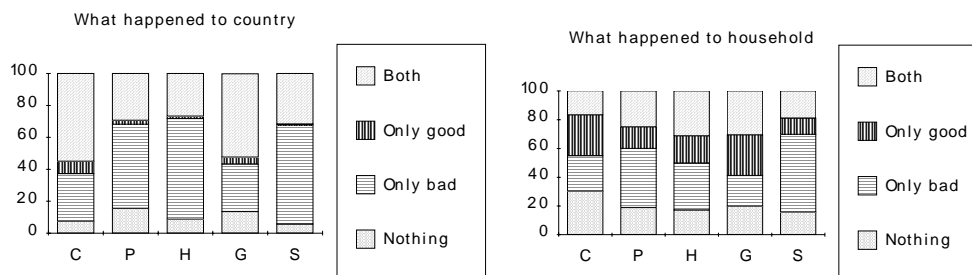 What happened to country
100
80
60
40
20
0
C P H G S
Both
Only good
Only bad
Nothing
What happened to household
100
80
60
40
20
0
C P H G S
Both
Only good
Only bad
Nothing